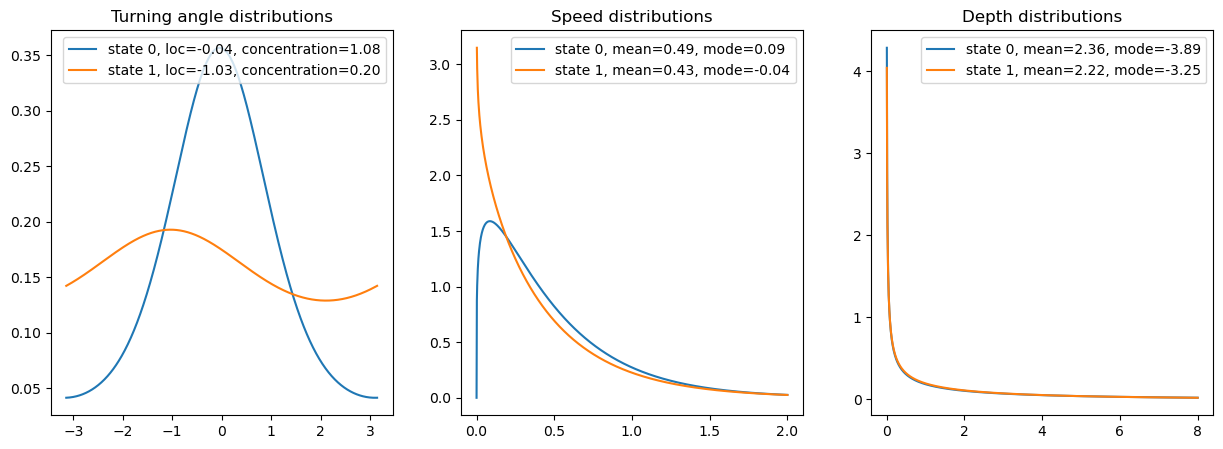 Turning angle distributions
state 0, loc=-0.04, concentration=1.08
state 1, loc=-1.03, concentration=0.20
0.35
0.30
0.25
0.20
0.15
0.10
0.05
−3 −2 −1 0 1 2 3
Speed distributions
state 0, mean=0.49, mode=0.09
state 1, mean=0.43, mode=-0.04
3.0
2.5
2.0
1.5
1.0
0.5
0.0
0.0 0.5 1.0 1.5 2.0
Depth distributions
state 0, mean=2.36, mode=-3.89
state 1, mean=2.22, mode=-3.25
4
3
2
1
0
0 2 4 6 8